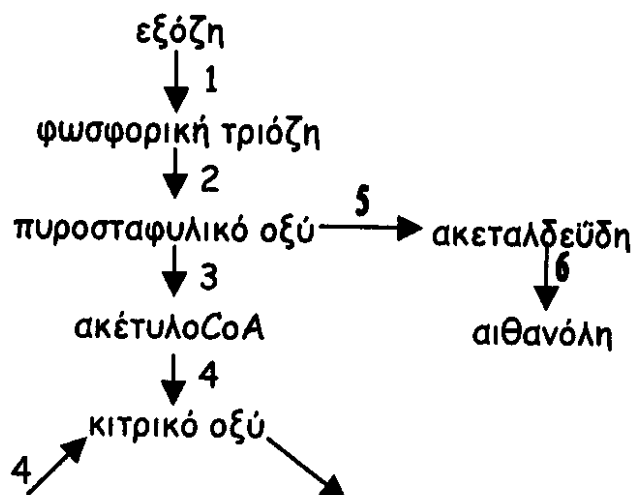 εξόζη
1
φωσφορική τριόζη
2
πυροσταφυλικό οξύ 5 ακεταλδεΰδη
3 6
ακέτυλοCoA αιθανόλη
4
κιτρικό οξύ
4